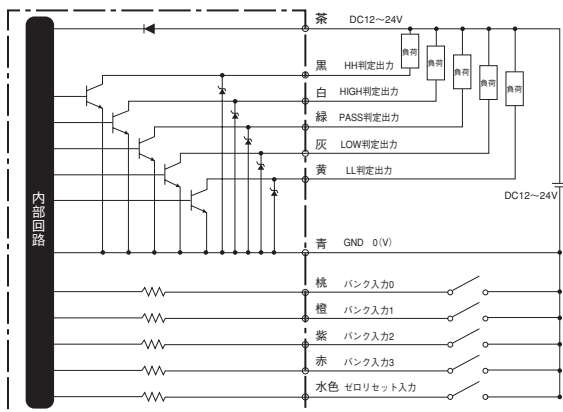 茶 DC12～24V
黒 HH判定出力
白 HIGH判定出力
緑 PASS判定出力
灰 LOW判定出力
黄 LL判定出力
負荷
負荷
負荷
負荷
負荷
DC12～24V
内部回路
青 GND 0(V)
桃 バンク入力0
橙 バンク入力1
紫 バンク入力2
赤 バンク入力3
水色 ゼロリセット入力